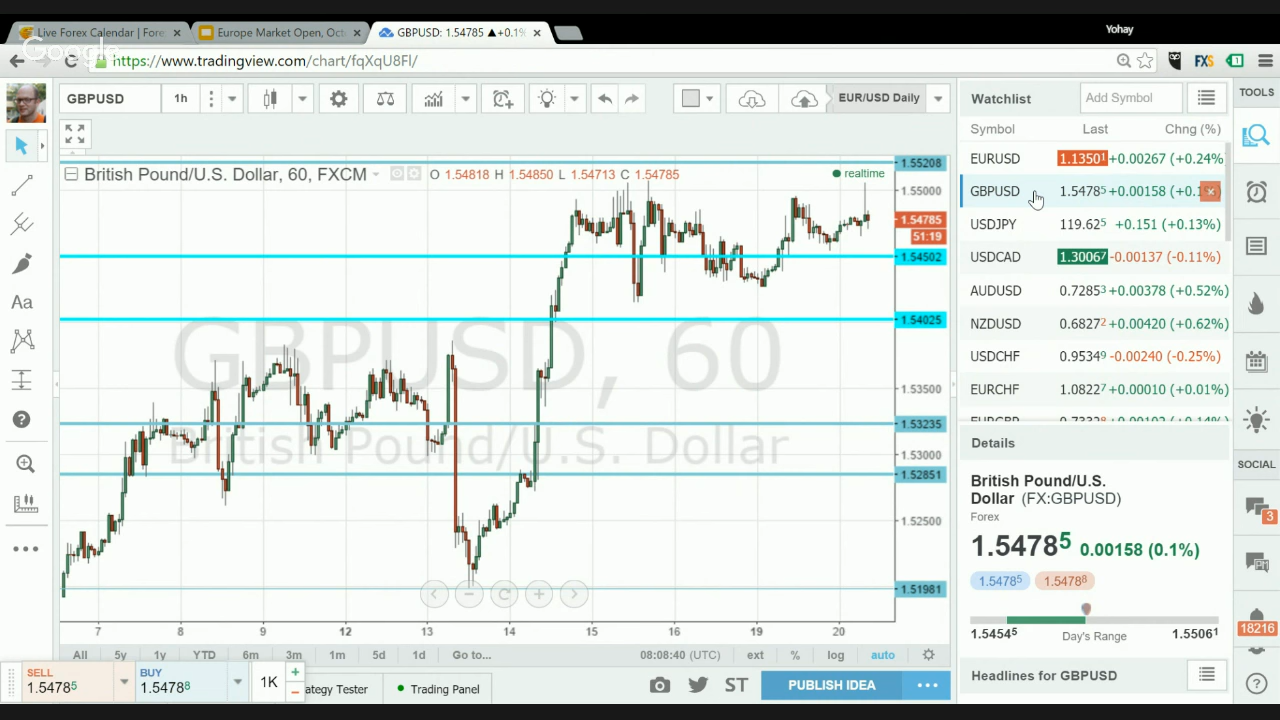 Yohay
Live Forex Calendar | Fore
Europe Market Open, Oct
GBPUSD: 1.54785 ▲+0.1%
Google
https://www.tradingview.com/chart/fqXqU8Fl/
FXS
1
GBPUSD
1h
EUR/USD Daily
Watchlist
Add Symbol
TOOLS
Symbol Last Chng (%)
British Pound/U.S. Dollar, 60, FXCM
O 1.54818 H 1.54850 L 1.54713 C 1.54785
realtime
EURUSD 1.13501 +0.00267 (+0.24%
GBPUSD 1.54785 +0.00158 (+0.1
USDJPY 119.625 +0.151 (+0.13%)
USDCAD 1.30067 -0.00137 (-0.11%)
AUDUSD 0.72853 +0.00378 (+0.52%)
NZDUSD 0.68272 +0.00420 (+0.62%)
USDCHF 0.95349 -0.00240 (-0.25%)
EURCHF 1.08227 +0.00010 (+0.01%)
1.55208
1.55000
1.54785
51:19
1.54502
1.54025
1.53500
1.53235
1.53000
1.52851
1.52500
1.51981
GBPUSD, 60
British Pound/U.S. Dollar
Aa
7 8 9 12 13 14 15 16 19 20
All 5y 1y YTD 6m 3m 1m 5d 1d Go to...
08:08:40 (UTC) ext % log auto
SELL
1.54785
BUY
1.54788
1K
ategy Tester
Trading Panel
ST
PUBLISH IDEA
Details
British Pound/U.S.
Dollar (FX:GBPUSD)
Forex
1.54785 0.00158 (0.1%)
1.54785 1.54788
1.54545 Day's Range 1.55061
Headlines for GBPUSD
SOCIAL
3
18216